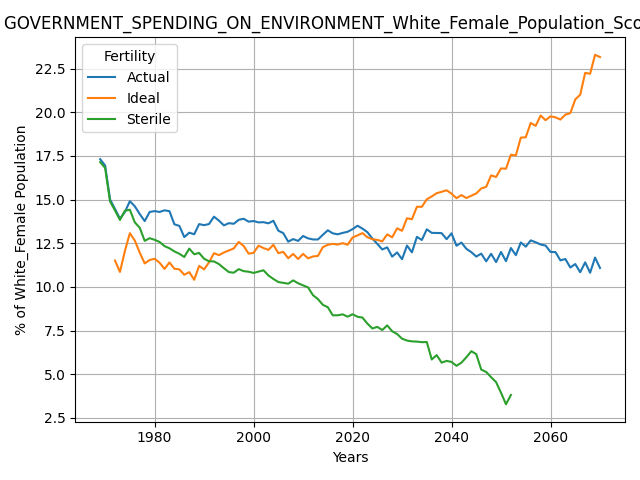 GOVERNMENT_SPENDING_ON_ENVIRONMENT_White_Female_Population_Sco
Fertility
Actual
Ideal
Sterile
% of White_Female Population
22.5
20.0
17.5
15.0
12.5
10.0
7.5
5.0
2.5
1980 2000 2020 2040 2060
Years